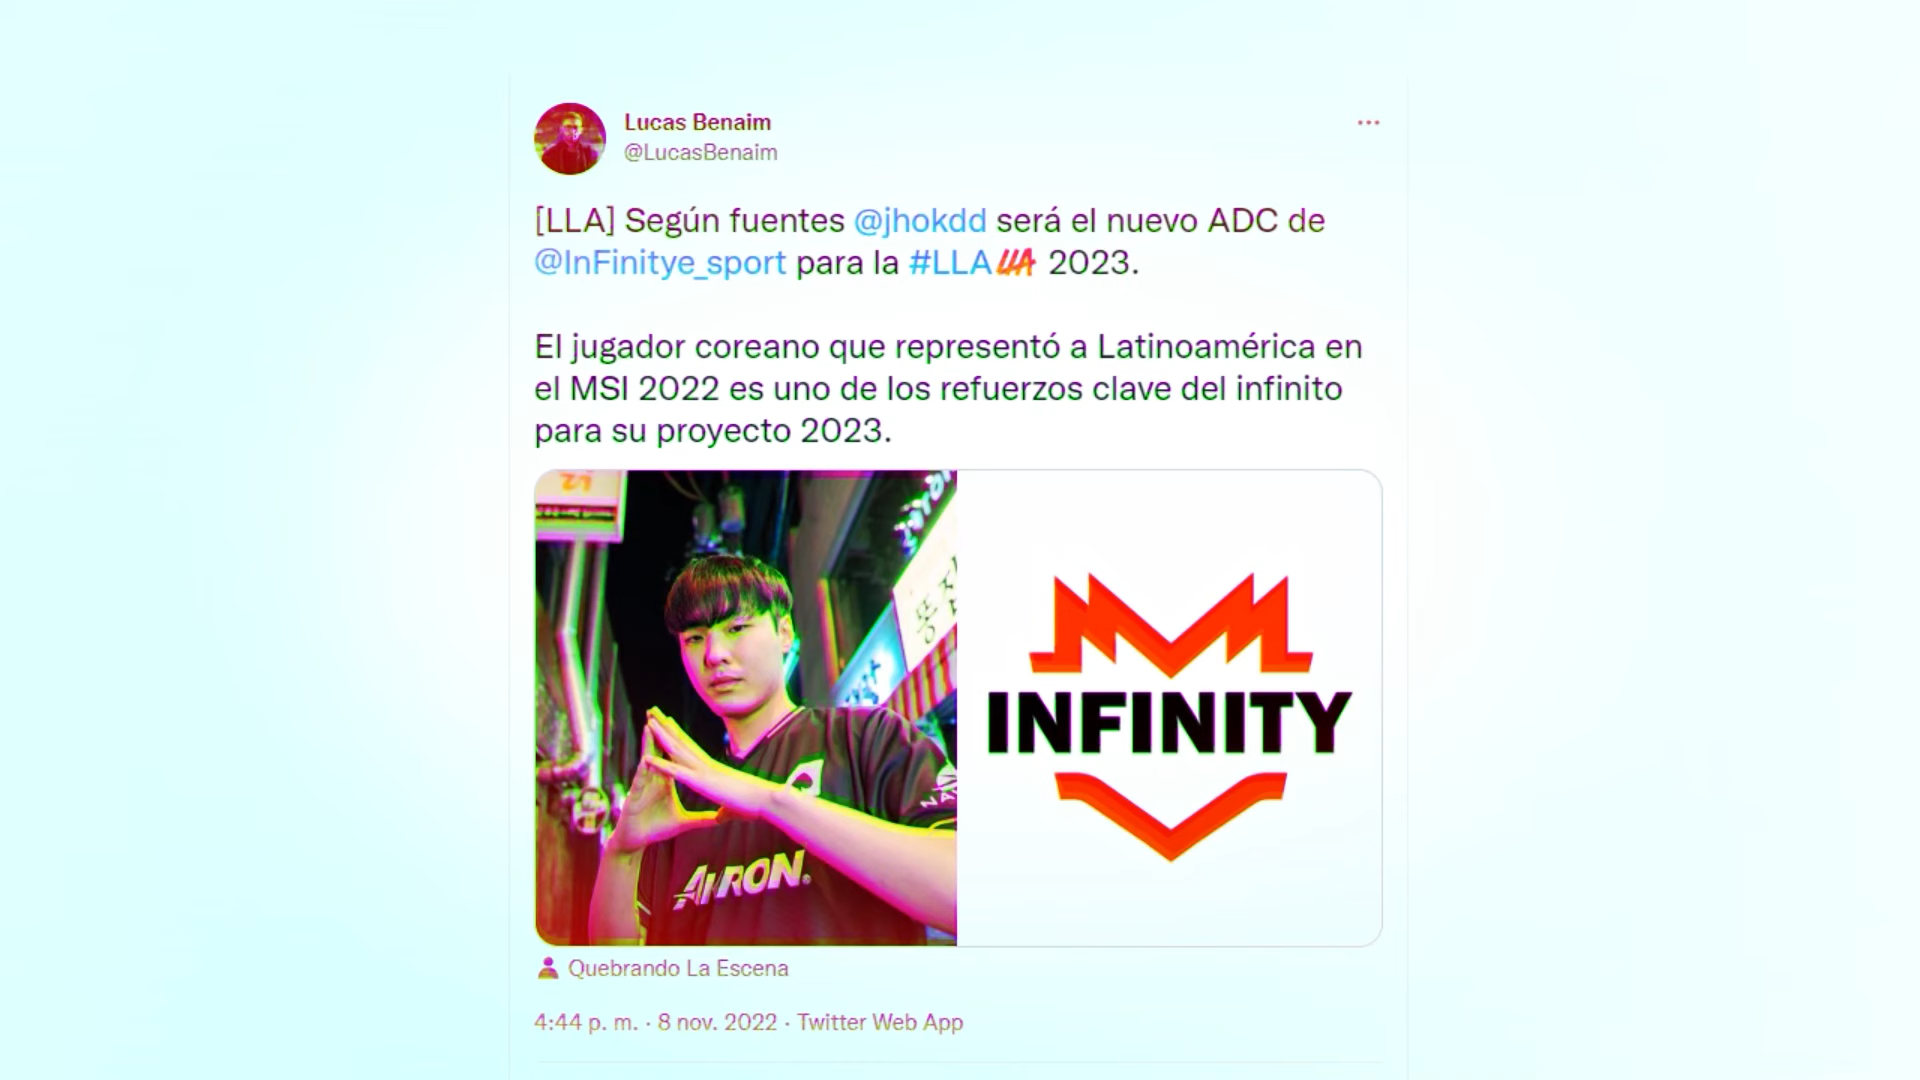 Lucas Benaim
@LucasBenaim
[LLA] Según fuentes @jhokdd será el nuevo ADC de
@InFinitye_sport para la #LLA LLA 2023.
El jugador coreano que representó a Latinoamérica en
el MSI 2022 es uno de los refuerzos clave del infinito
para su proyecto 2023.
INFINITY
Quebrando La Escena
4:44 p. m. · 8 nov. 2022 · Twitter Web App